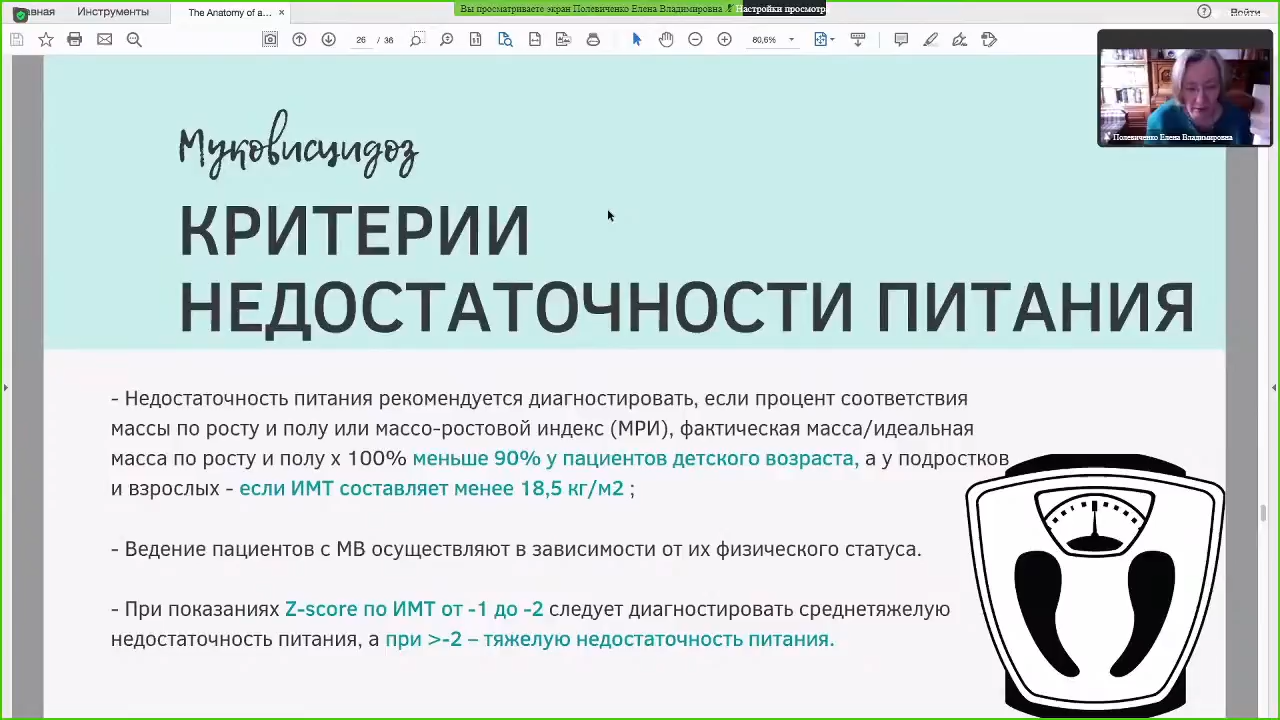 Вы просматриваете экран Полевиченко Елена Владимировна
Настройки просмотр
Инструменты
The Anatomy of a...
×
Войти
26 / 36
80,6%
Полевиченко Елена Владимировна
Муковисцидоз
КРИТЕРИИ
НЕДОСТАТОЧНОСТИ ПИТАНИЯ
- Недостаточность питания рекомендуется диагностировать, если процент соответствия
массы по росту и полу или массо-ростовой индекс (МРИ), фактическая масса/идеальная
масса по росту и полу х 100% меньше 90% у пациентов детского возраста, а у подростков
и взрослых - если ИМТ составляет менее 18,5 кг/м2 ;
- Ведение пациентов с МВ осуществляют в зависимости от их физического статуса.
- При показаниях Z-score по ИМТ от -1 до -2 следует диагностировать среднетяжелую
недостаточность питания, а при >-2 – тяжелую недостаточность питания.